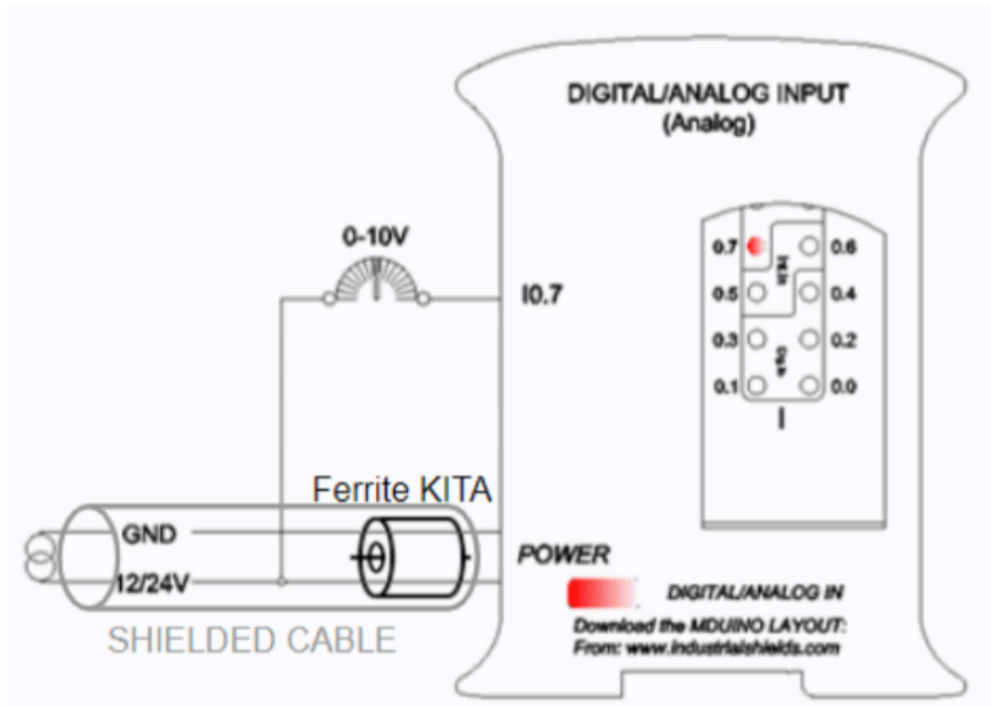 DIGITAL/ANALOG INPUT
(Analog)
0-10V
I0.7
0.7 0.6
0.5 0.4
0.3 0.2
0.1 0.0
I
Ferrite KITA
GND
12/24V
SHIELDED CABLE
POWER
DIGITAL/ANALOG IN
Download the MDUINO LAYOUT:
From: www.industrialshields.com